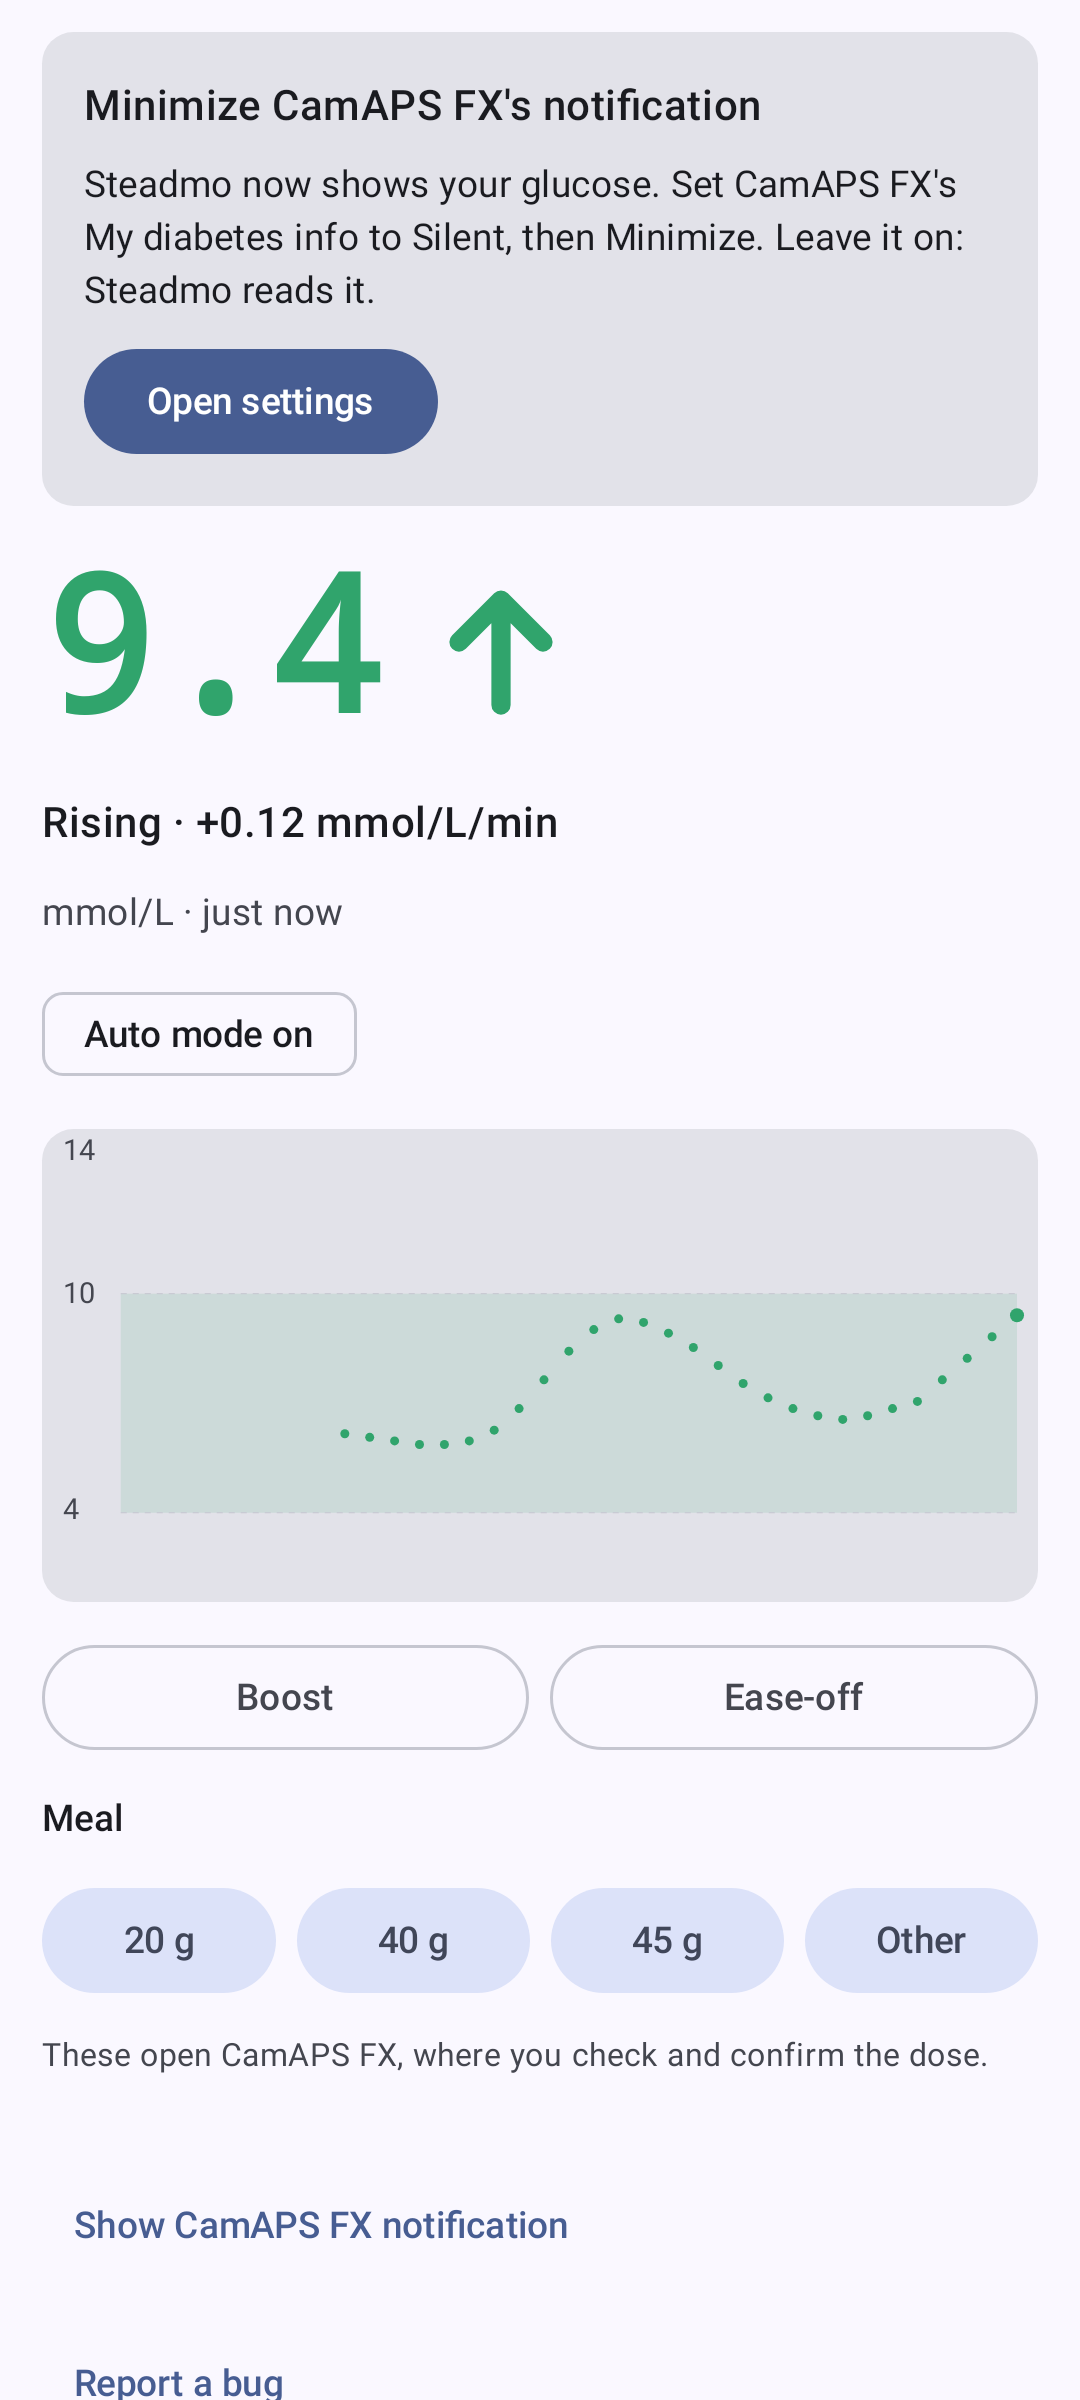 Minimize CamAPS FX's notification
Steadmo now shows your glucose. Set CamAPS FX's
My diabetes info to Silent, then Minimize. Leave it on:
Steadmo reads it.
Open settings
9.4
Rising · +0.12 mmol/L/min
mmol/L · just now
Auto mode on
14
10
4
Boost
Ease-off
Meal
20 g
40 g
45 g
Other
These open CamAPS FX, where you check and confirm the dose.
Show CamAPS FX notification
Report a bug